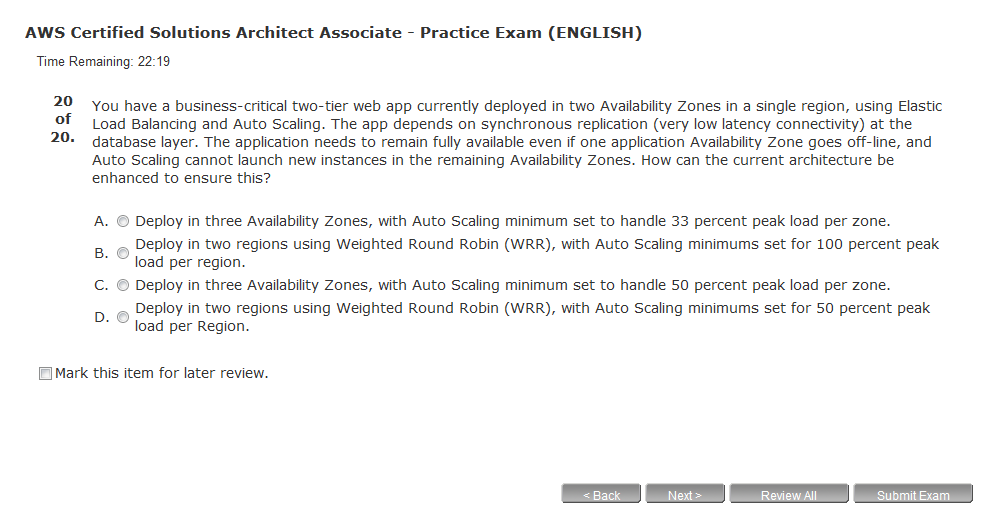 AWS Certified Solutions Architect Associate - Practice Exam (ENGLISH)
Time Remaining: 22:19
20 of 20.
You have a business-critical two-tier web app currently deployed in two Availability Zones in a single region, using Elastic
Load Balancing and Auto Scaling. The app depends on synchronous replication (very low latency connectivity) at the
database layer. The application needs to remain fully available even if one application Availability Zone goes off-line, and
Auto Scaling cannot launch new instances in the remaining Availability Zones. How can the current architecture be
enhanced to ensure this?
A. Deploy in three Availability Zones, with Auto Scaling minimum set to handle 33 percent peak load per zone.
B. Deploy in two regions using Weighted Round Robin (WRR), with Auto Scaling minimums set for 100 percent peak
load per region.
C. Deploy in three Availability Zones, with Auto Scaling minimum set to handle 50 percent peak load per zone.
D. Deploy in two regions using Weighted Round Robin (WRR), with Auto Scaling minimums set for 50 percent peak
load per Region.
Mark this item for later review.
< Back Next > Review All Submit Exam